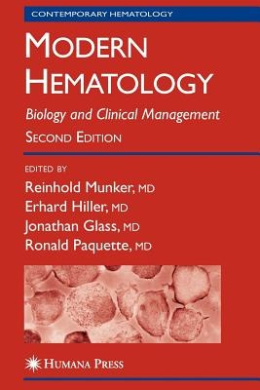 CONTEMPORARY HEMATOLOGY
MODERN
HEMATOLOGY
Biology and Clinical Management
SECOND EDITION
EDITED BY
Reinhold Munker, MD
Erhard Hiller, MD
Jonathan Glass, MD
Ronald Paquette, MD
HUMANA PRESS